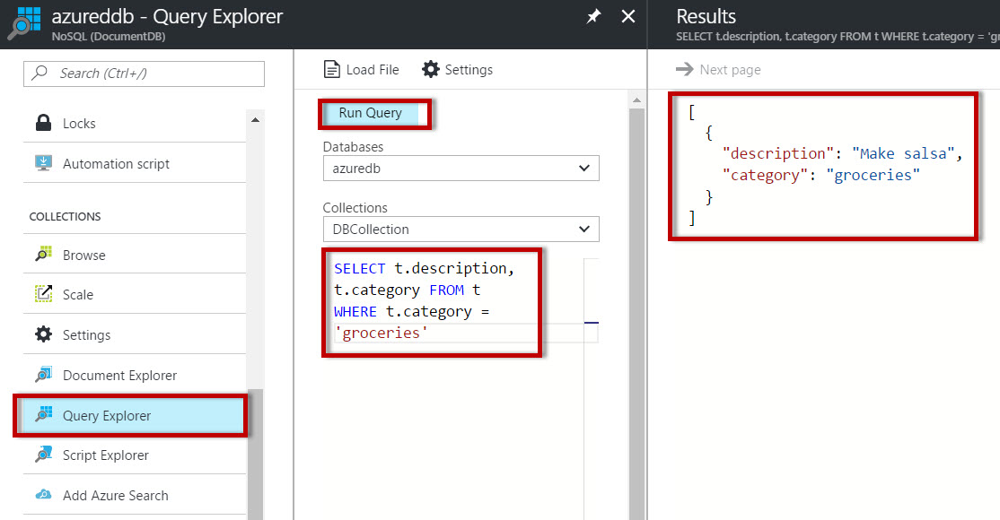 azureddb - Query Explorer
NoSQL (DocumentDB)
Search (Ctrl+/)
Locks
Automation script
COLLECTIONS
Browse
Scale
Settings
Document Explorer
Query Explorer
Script Explorer
Add Azure Search
Load File
Settings
Run Query
Databases
azuredb
Collections
DBCollection
SELECT t.description,
t.category FROM t
WHERE t.category =
'groceries'
Results
SELECT t.description, t.category FROM t WHERE t.category = 'gr
Next page
[
{
"description": "Make salsa",
"category": "groceries"
}
]